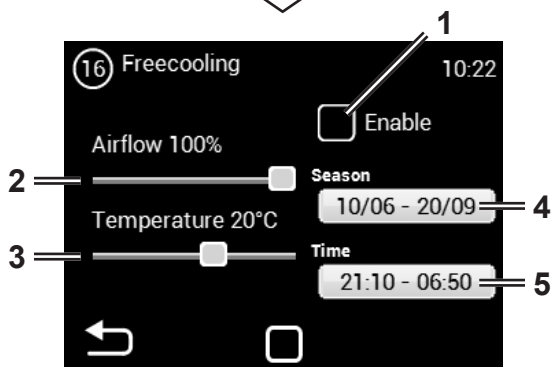 1
16 Freecooling 10:22
Enable
Airflow 100%
2
Season
10/06 - 20/09
4
Temperature 20°C
3
Time
21:10 - 06:50
5